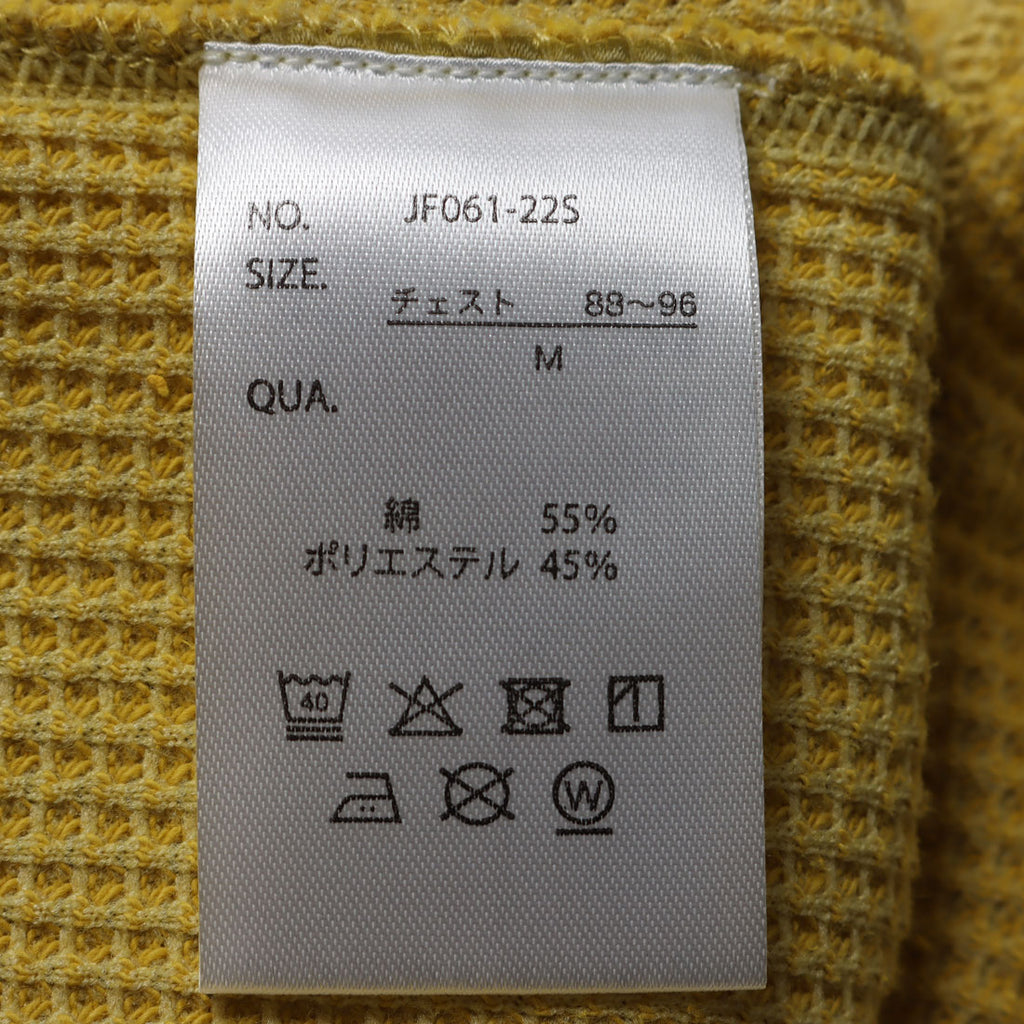 NO. JF061-22S
SIZE.
チェスト 88〜96
M
QUA.
綿 55%
ポリエステル 45%
40
W